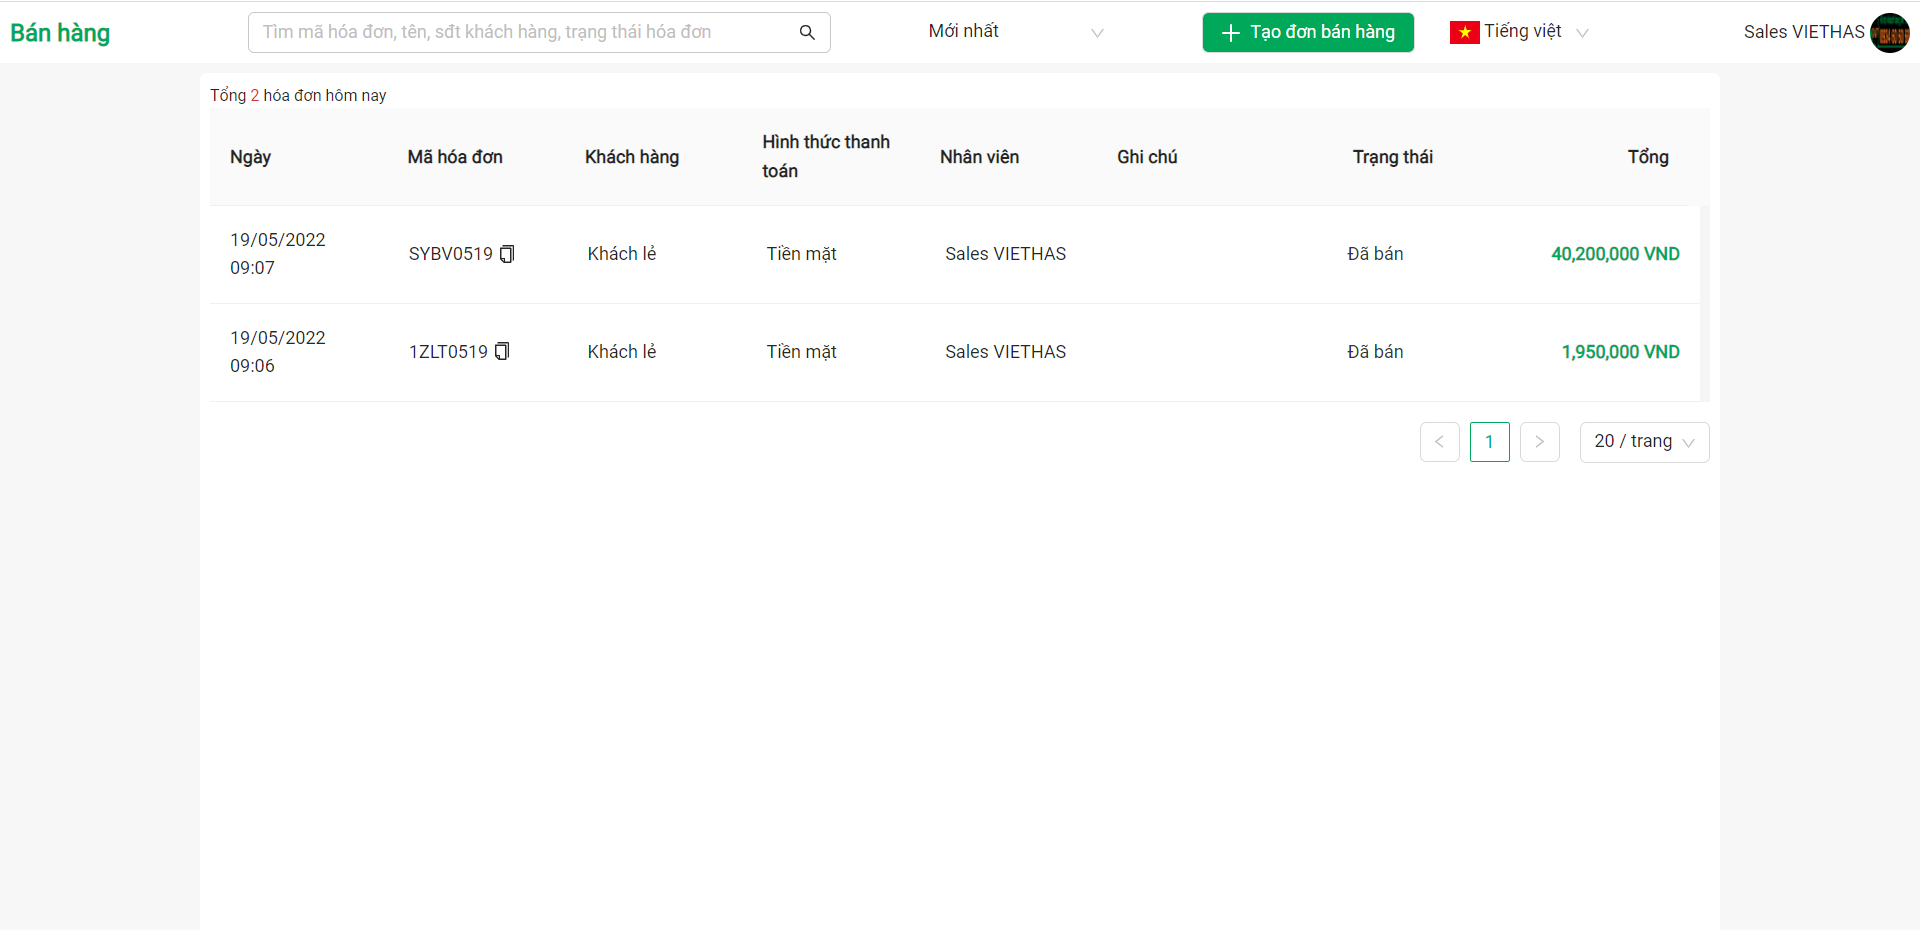 Bán hàng
Tìm mã hóa đơn, tên, sđt khách hàng, trạng thái hóa đơn
Mới nhất
Tạo đơn bán hàng
Tiếng việt
Sales VIETHAS
Tổng 2 hóa đơn hôm nay
Ngày
Mã hóa đơn
Khách hàng
Hình thức thanh
toán
Nhân viên
Ghi chú
Trạng thái
Tổng
19/05/2022
09:07
SYBV0519
Khách lẻ
Tiền mặt
Sales VIETHAS
Đã bán
40,200,000 VND
19/05/2022
09:06
1ZLT0519
Khách lẻ
Tiền mặt
Sales VIETHAS
Đã bán
1,950,000 VND
1
20 / trang